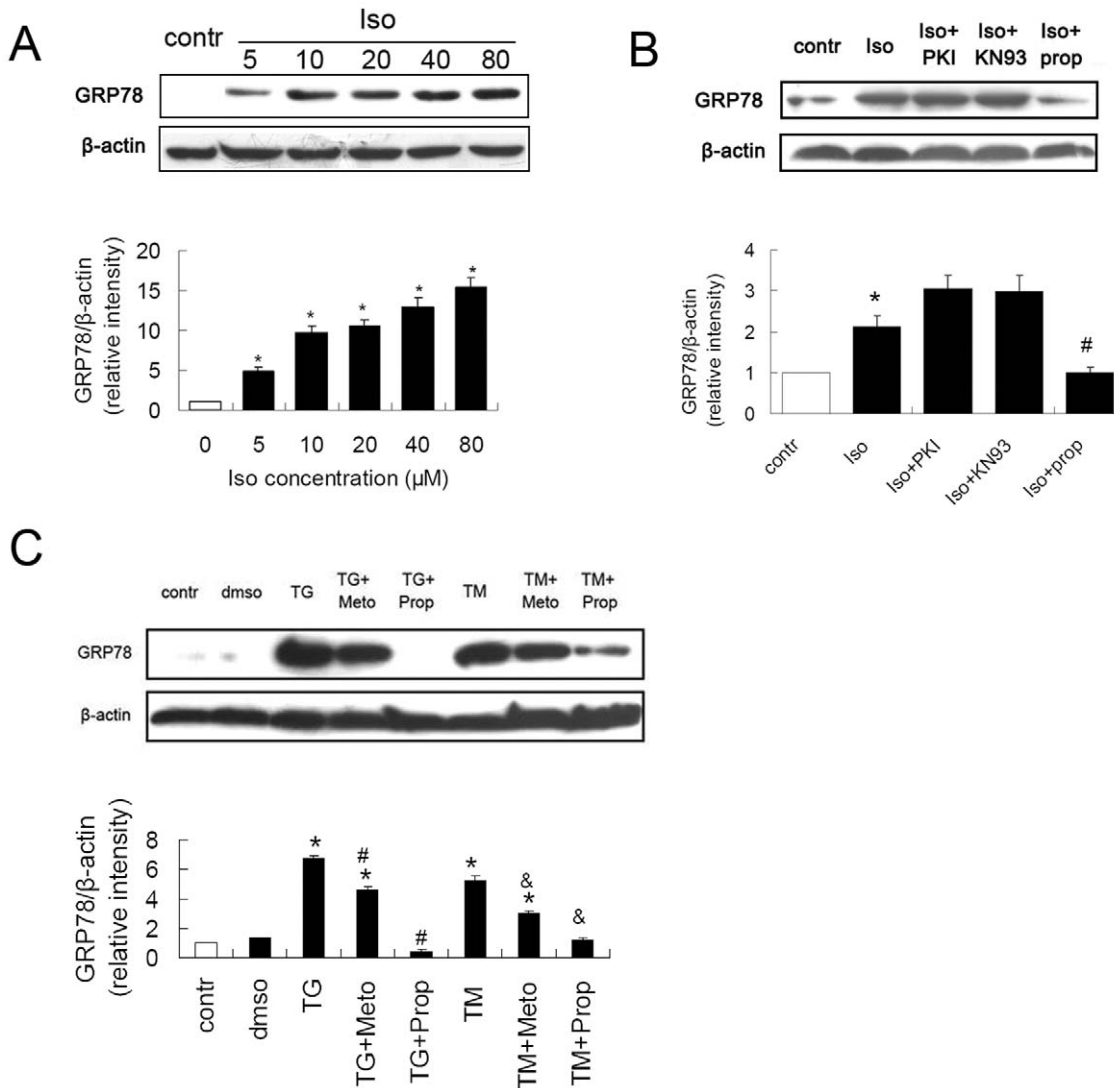 A
Iso
contr
5 10 20 40 80
GRP78
β-actin
GRP78/β-actin
(relative intensity)
20
15
10
5
0
* * * * *
0 5 10 20 40 80
Iso concentration (µM)
B
contr Iso Iso+ Iso+ Iso+
PKI KN93 prop
GRP78
β-actin
GRP78/β-actin
(relative intensity)
4
3
2
1
0
* #
contr Iso Iso+PKI Iso+KN93 Iso+prop
C
contr dmso TG TG+ TG+ TM TM+ TM+
Meto Prop Meto Prop
GRP78
β-actin
GRP78/β-actin
(relative intensity)
8
6
4
2
0
* # * # * & * &
contr dmso TG TG+Meto TG+Prop TM TM+Meto TM+Prop